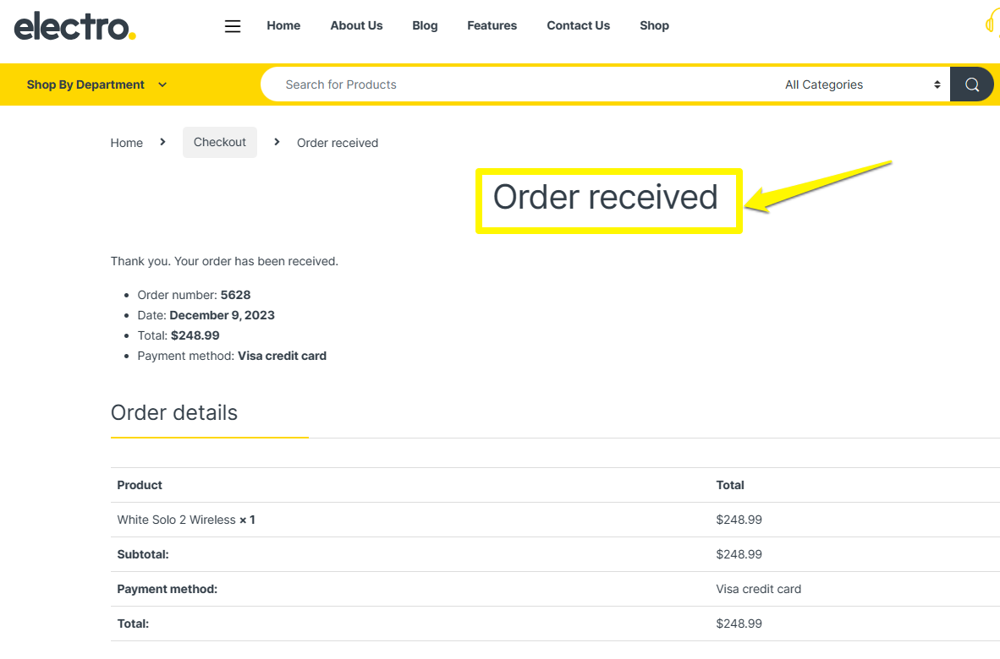 electro.
Home About Us Blog Features Contact Us Shop
Shop By Department Search for Products All Categories
Home Checkout Order received
Order received
Thank you. Your order has been received.
Order number: 5628
Date: December 9, 2023
Total: $248.99
Payment method: Visa credit card
Order details
Product Total
White Solo 2 Wireless × 1 $248.99
Subtotal: $248.99
Payment method: Visa credit card
Total: $248.99